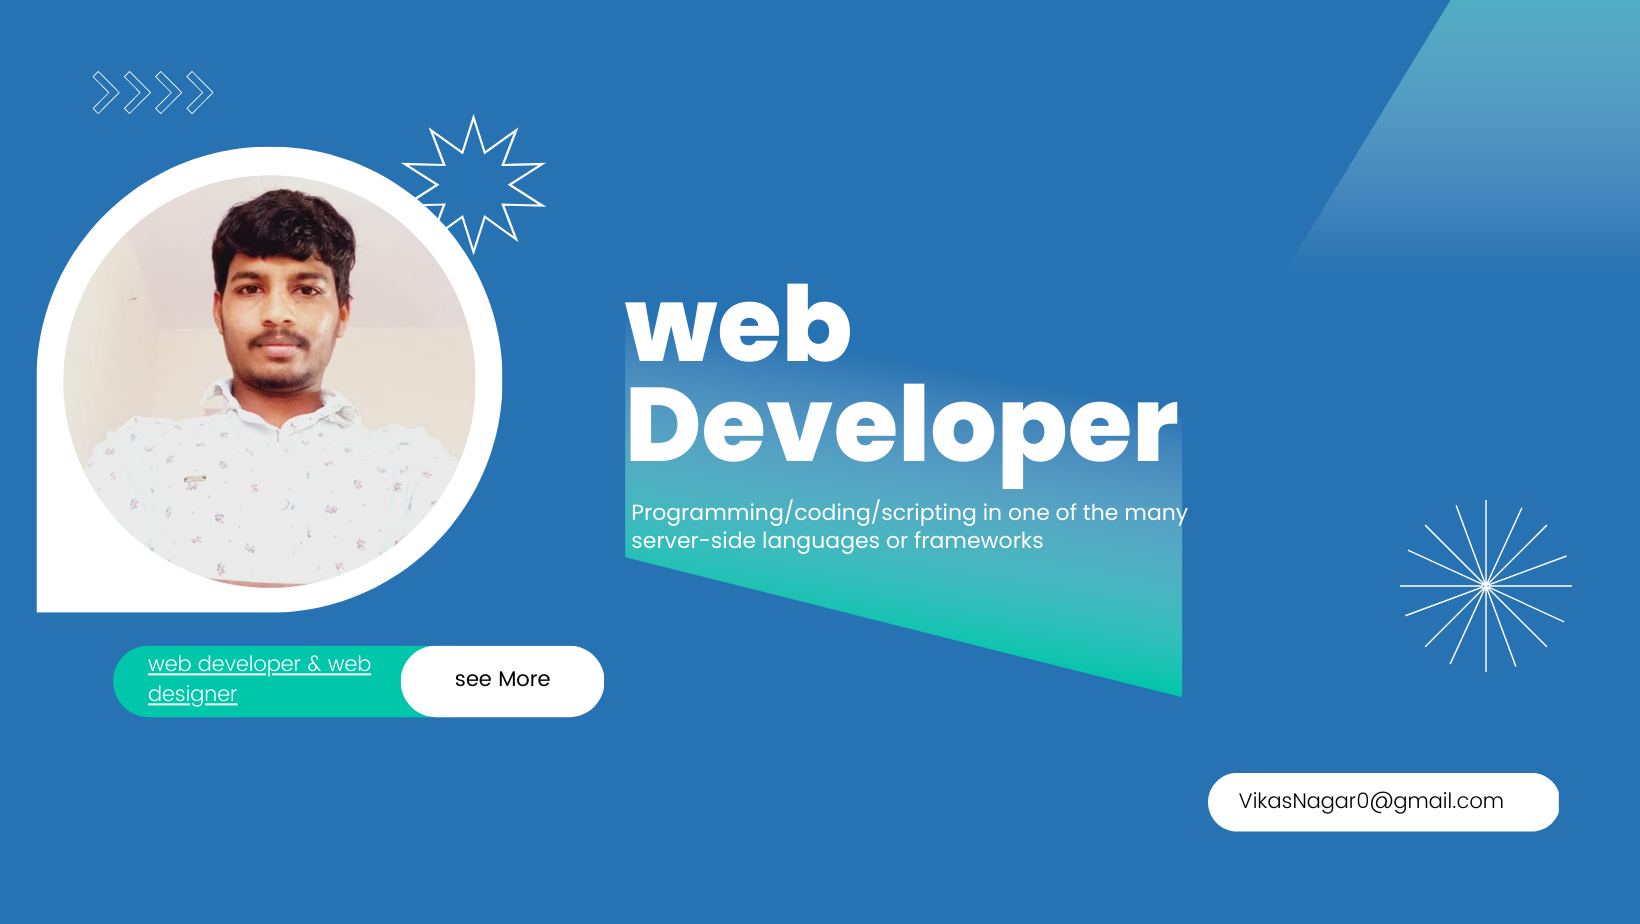 web
Developer
Programming/coding/scripting in one of the many
server-side languages or frameworks
web developer & web
designer
see More
VikasNagar0@gmail.com